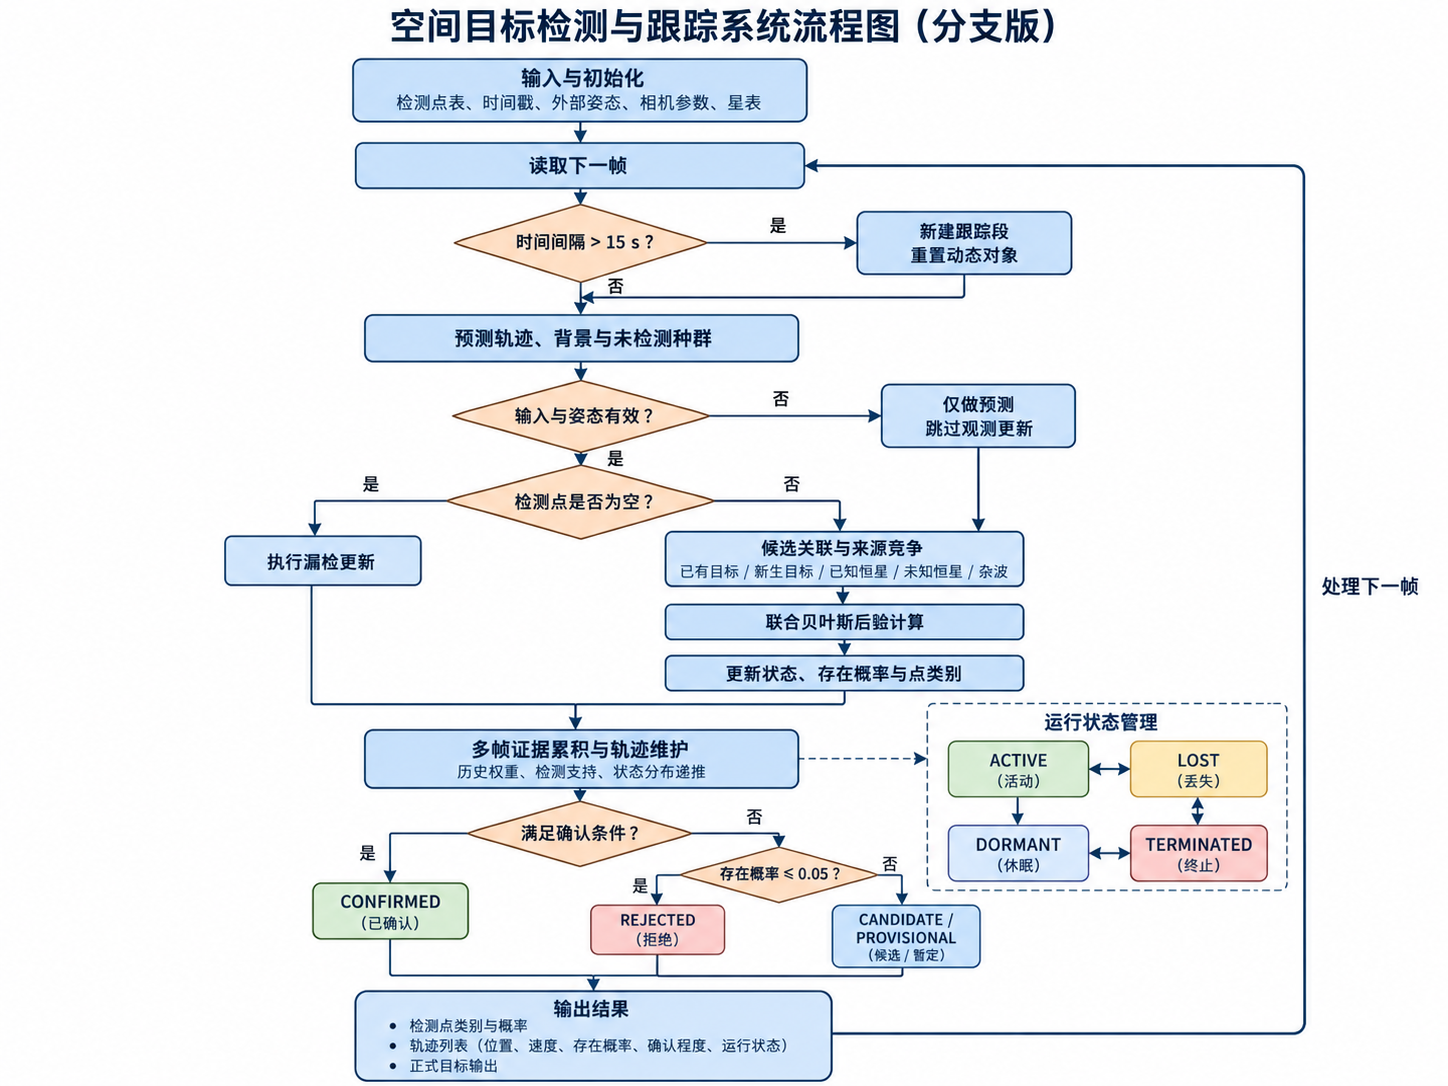 空间目标检测与跟踪系统流程图（分支版）
输入与初始化
检测点表、时间戳、外部姿态、相机参数、星表
读取下一帧
时间间隔 > 15 s ?
是
新建跟踪段
重置动态对象
否
预测轨迹、背景与未检测种群
输入与姿态有效？
否
仅做预测
跳过观测更新
是
检测点是否为空？
是
否
执行漏检更新
候选关联与来源竞争
已有目标 / 新生目标 / 已知恒星 / 未知恒星 / 杂波
联合贝叶斯后验计算
更新状态、存在概率与点类别
处理下一帧
多帧证据累积与轨迹维护
历史权重、检测支持、状态分布递推
运行状态管理
ACTIVE
（活动）
LOST
（丢失）
DORMANT
（休眠）
TERMINATED
（终止）
满足确认条件？
是
否
存在概率 ≤ 0.05 ?
是
否
CONFIRMED
（已确认）
REJECTED
（拒绝）
CANDIDATE /
PROVISIONAL
（候选 / 暂定）
输出结果
• 检测点类别与概率
• 轨迹列表（位置、速度、存在概率、确认程度、运行状态）
• 正式目标输出